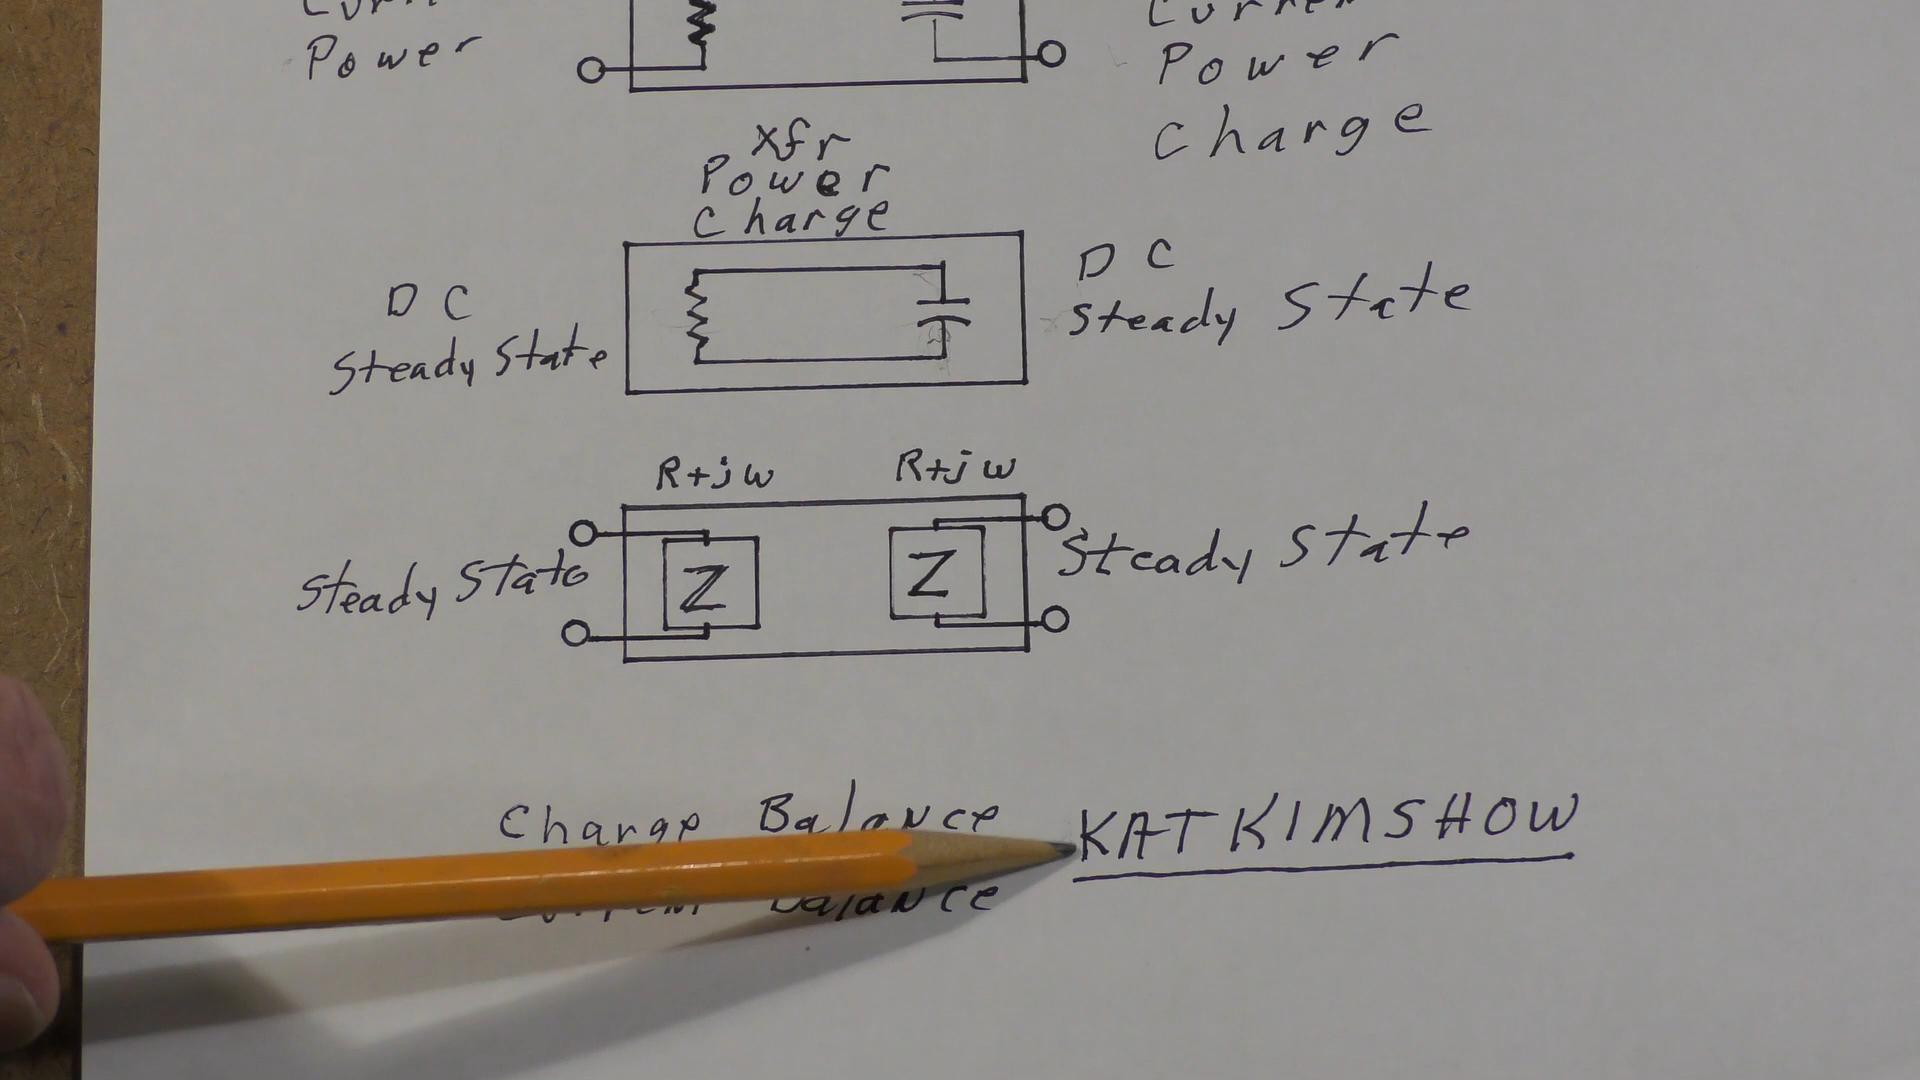 Power
Power
Charge
Xfr
Power
Charge
DC
Steady State
DC
Steady State
R+jw
R+jw
Steady State
Z
Z
Steady State
Charge Balance
KATKIMSHOW
Balance